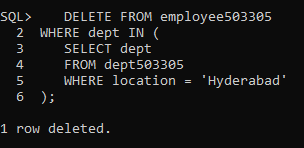 SQL>    DELETE FROM employee503305
  2  WHERE dept IN (
  3      SELECT dept
  4      FROM dept503305
  5      WHERE location = 'Hyderabad'
  6  );
1 row deleted.